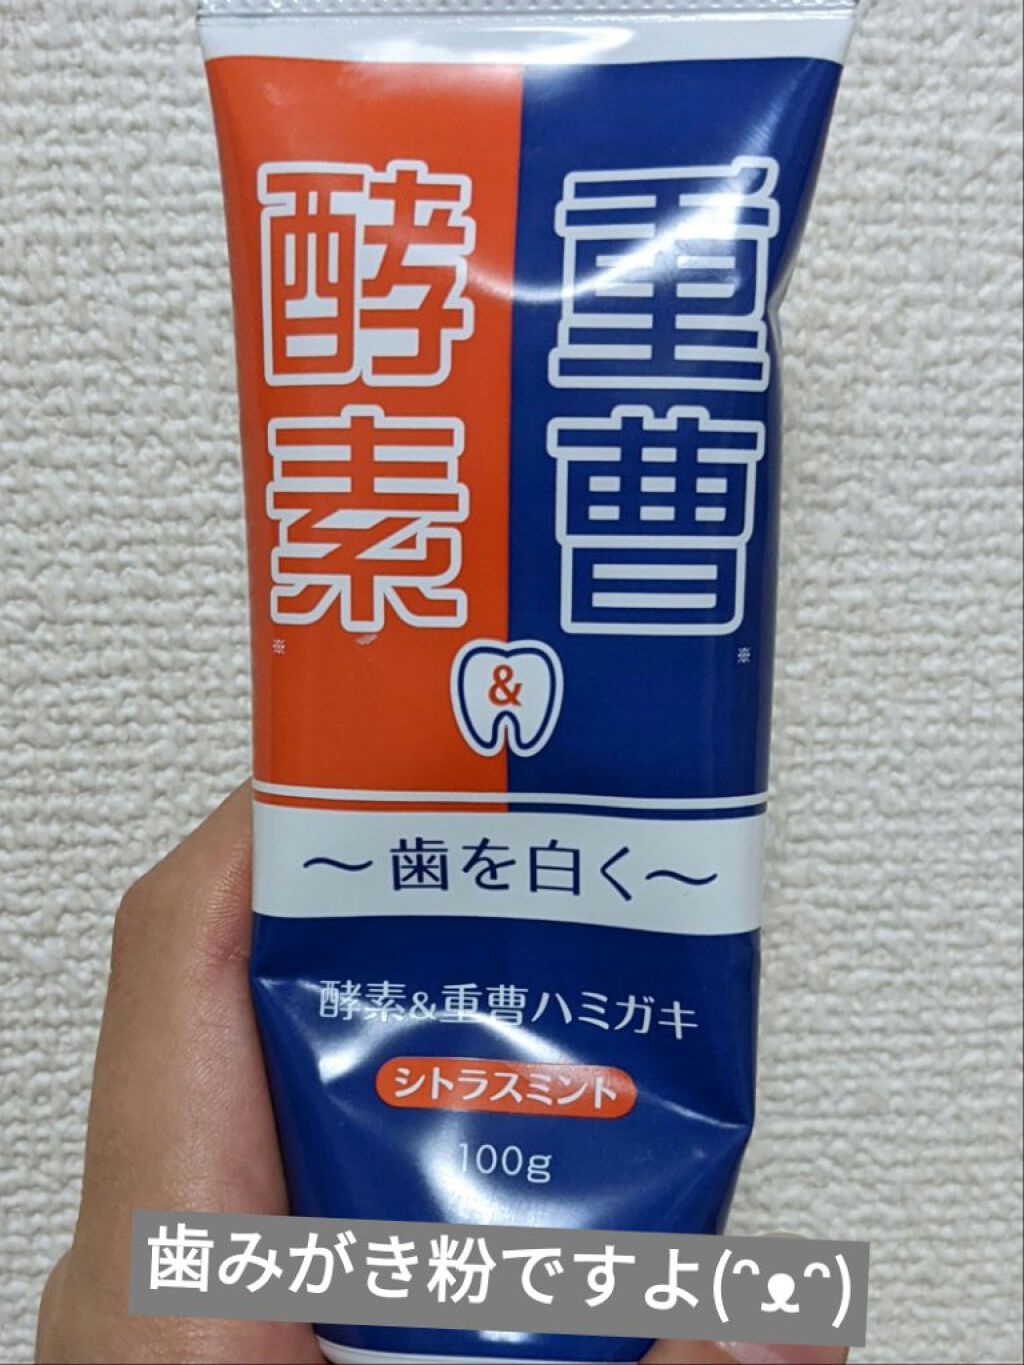 重曹
酵素
※
※
&
〜歯を白く〜
酵素&重曹ハミガキ
シトラスミント
100g
歯みがき粉ですよ(ᵔᴥᵔ)